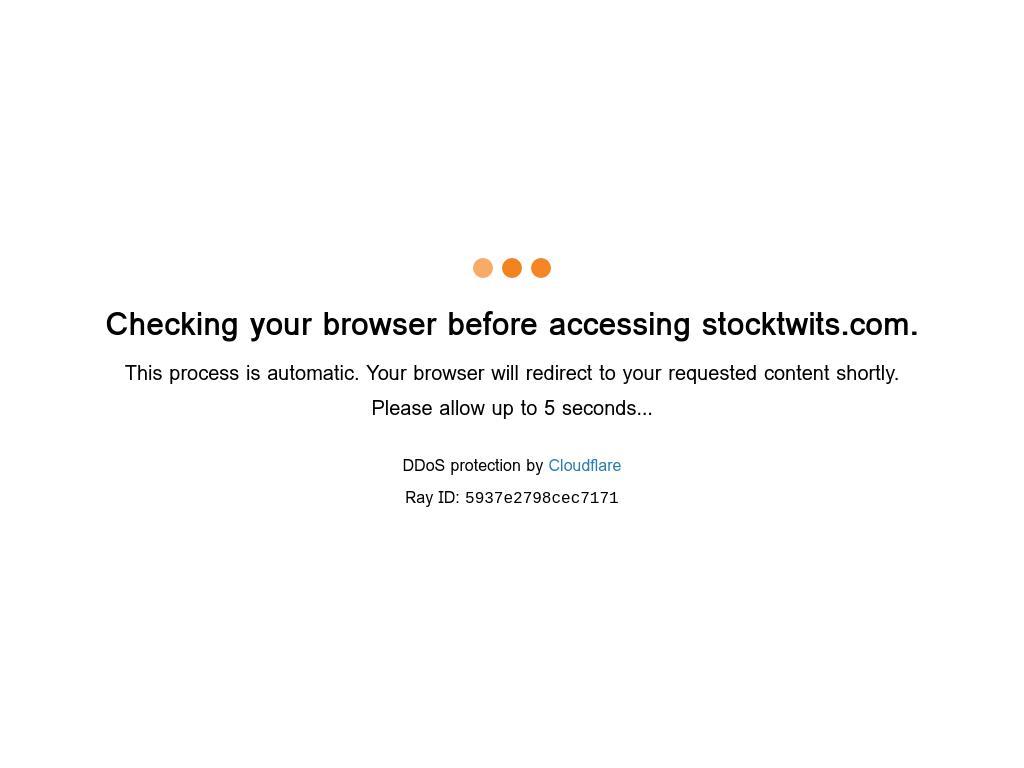 Checking your browser before accessing stocktwits.com.
This process is automatic. Your browser will redirect to your requested content shortly.
Please allow up to 5 seconds...
DDoS protection by Cloudflare
Ray ID: 5937e2798cec7171